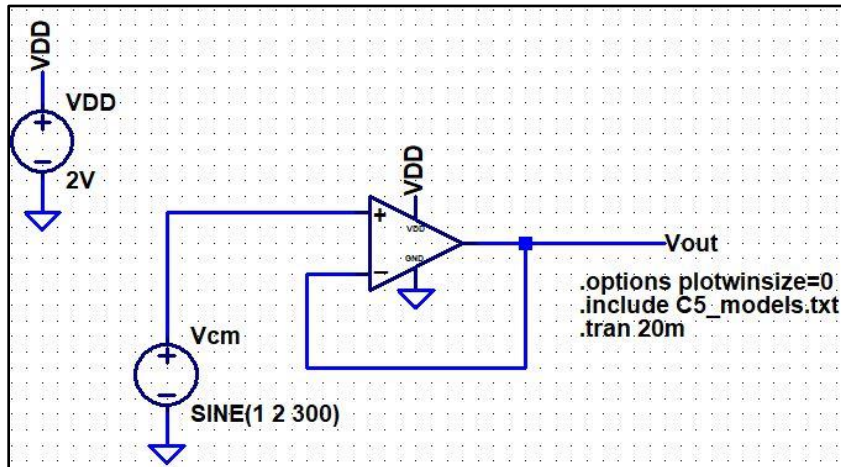 VDD
VDD
2V
VDD
+
VDD
GND
−
Vout
.options plotwinsize=0
.include C5_models.txt
.tran 20m
Vcm
SINE(1 2 300)